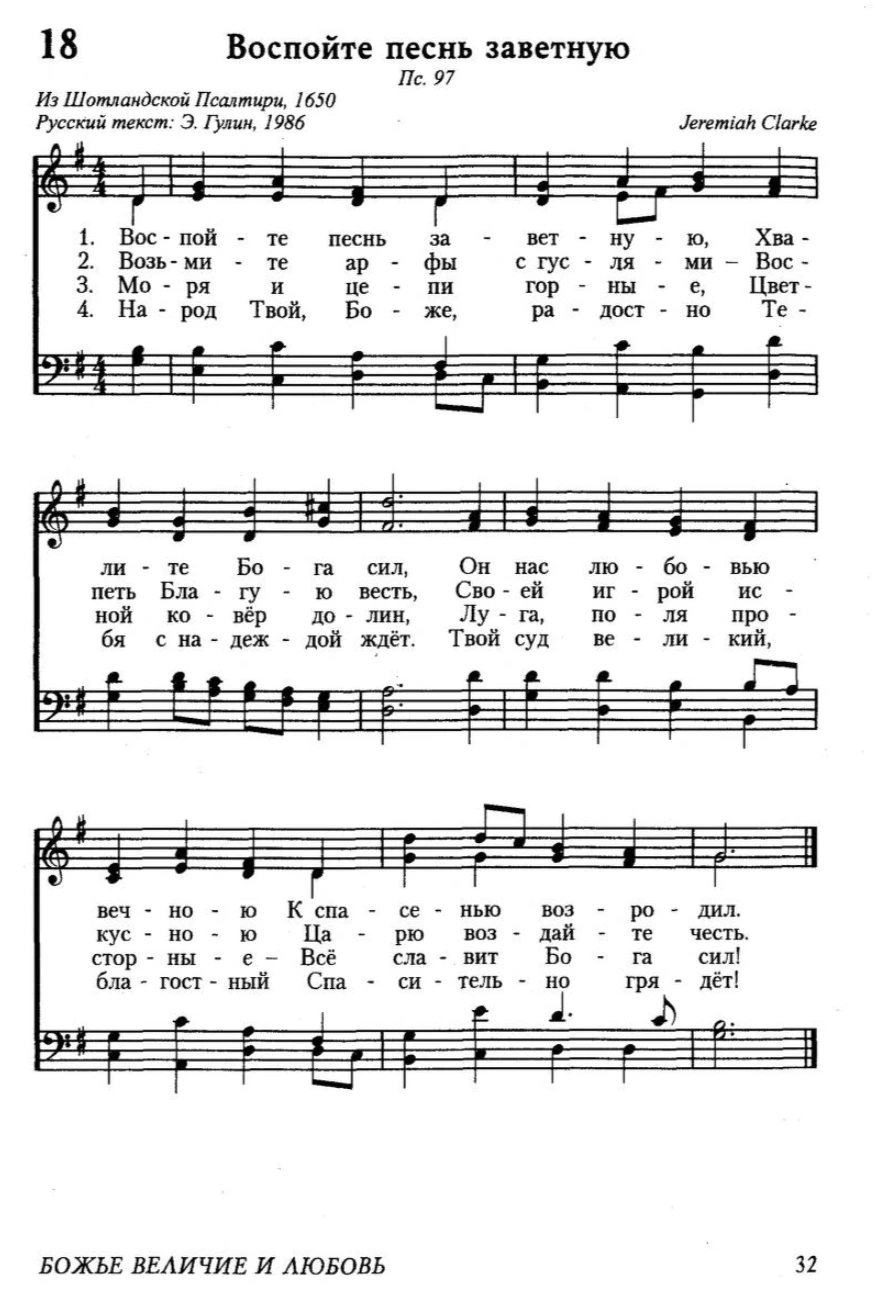 18 Воспойте песнь заветную
Пс. 97
Из Шотландской Псалтири, 1650
Русский текст: Э. Гулин, 1986 Jeremiah Clarke
1. Вос - пой - те песнь за - вет - ну - ю, Хва -
2. Возь - ми - те ар - фы с гус - ля - ми – Вос -
3. Мо - ря и це - пи гор - ны - е, Цвет -
4. На - род Твой, Бо - же, ра - дост - но Те -
ли - те Бо - га сил, Он нас лю - бо - вью
петь Бла - гу - ю весть, Сво - ей иг - рой ис -
ной ко - вёр до - лин, Лу - га, по - ля про -
бя с на - деж - дой ждёт. Твой суд ве - ли - кий,
веч - но - ю К спа - се - нью воз - ро - дил.
кус - но - ю Ца - рю воз - дай - те честь.
стор - ны - е – Всё сла - вит Бо - га сил!
бла - гост - ный Спа - си - тель - но гря - дёт!
БОЖЬЕ ВЕЛИЧИЕ И ЛЮБОВЬ 32